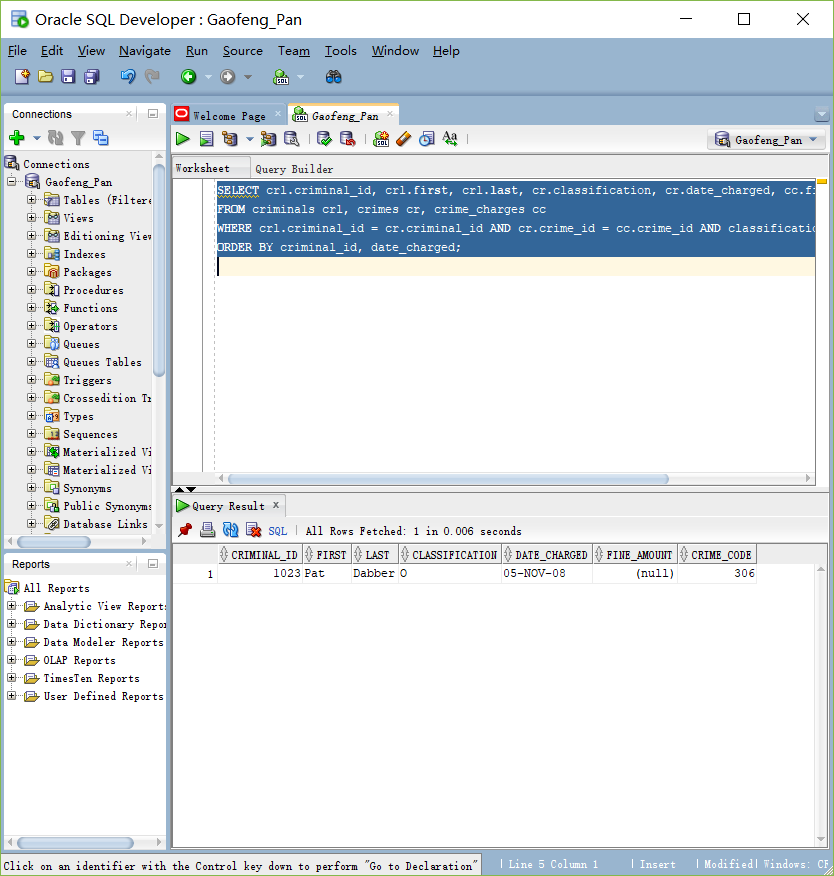 Oracle SQL Developer : Gaofeng_Pan
File Edit View Navigate Run Source Team Tools Window Help
Connections
Welcome Page
Gaofeng_Pan
Gaofeng_Pan
Worksheet Query Builder
Connections
Gaofeng_Pan
Tables (Filtere
Views
Editioning View
Indexes
Packages
Procedures
Functions
Operators
Queues
Queues Tables
Triggers
Crossedition Tr
Types
Sequences
Materialized Vi
Materialized Vi
Synonyms
Public Synonyms
Database Links
SELECT crl.criminal_id, crl.first, crl.last, cr.classification, cr.date_charged, cc.fi
FROM criminals crl, crimes cr, crime_charges cc
WHERE crl.criminal_id = cr.criminal_id AND cr.crime_id = cc.crime_id AND classificatio
ORDER BY criminal_id, date_charged;
Query Result
SQL | All Rows Fetched: 1 in 0.006 seconds
CRIMINAL_ID FIRST LAST CLASSIFICATION DATE_CHARGED FINE_AMOUNT CRIME_CODE
1 1023 Pat Dabber O 05-NOV-08 (null) 306
Reports
All Reports
Analytic View Reports
Data Dictionary Repor
Data Modeler Reports
OLAP Reports
TimesTen Reports
User Defined Reports
Click on an identifier with the Control key down to perform "Go to Declaration"
| Line 5 Column 1 | Insert | Modified| Windows: CR